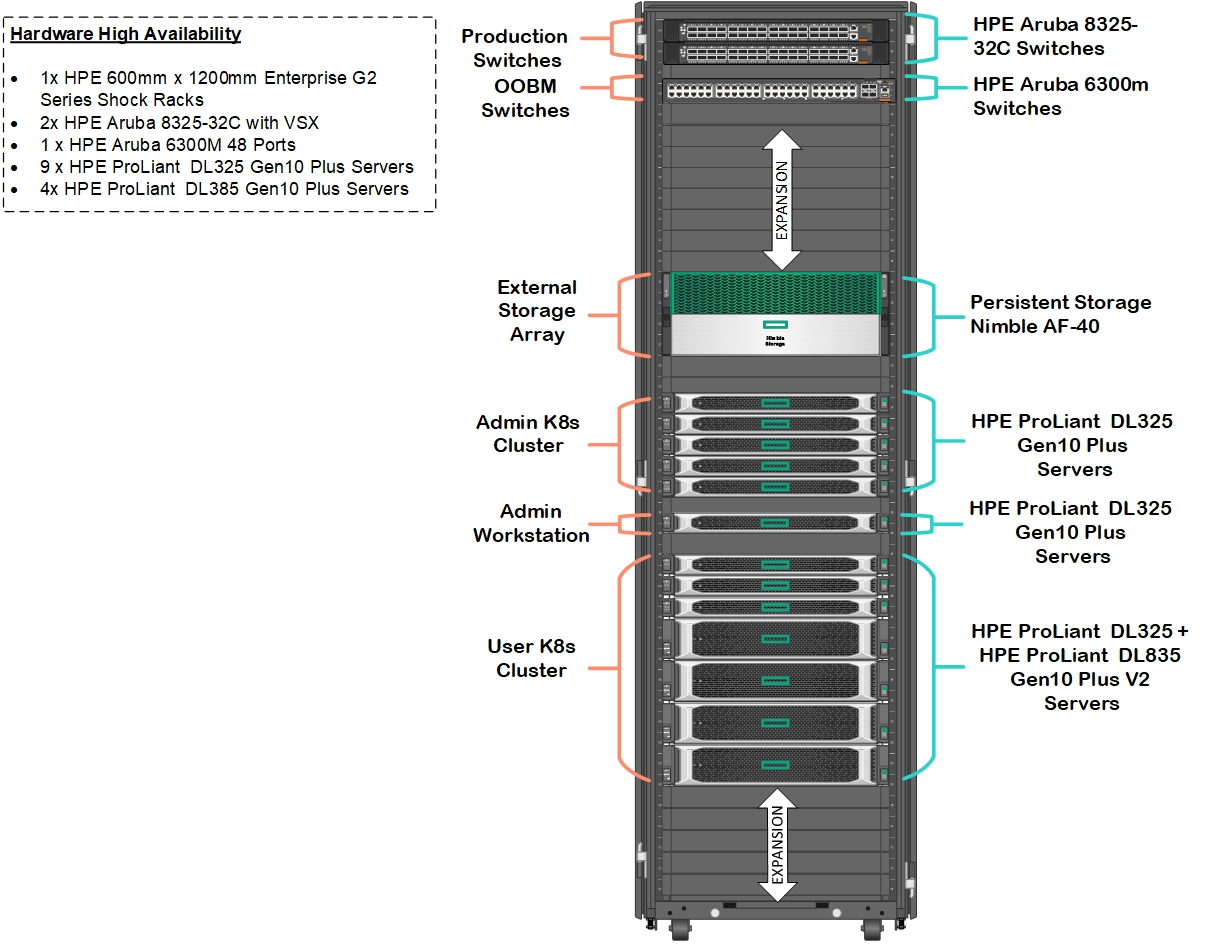 Hardware High Availability
• 1x HPE 600mm x 1200mm Enterprise G2
Series Shock Racks
• 2x HPE Aruba 8325-32C with VSX
• 1 x HPE Aruba 6300M 48 Ports
• 9 x HPE ProLiant DL325 Gen10 Plus Servers
• 4x HPE ProLiant DL385 Gen10 Plus Servers
Production
Switches
OOBM
Switches
HPE Aruba 8325-
32C Switches
HPE Aruba 6300m
Switches
EXPANSION
External
Storage
Array
Nimble
Storage
Persistent Storage
Nimble AF-40
Admin K8s
Cluster
HPE ProLiant DL325
Gen10 Plus
Servers
Admin
Workstation
HPE ProLiant DL325
Gen10 Plus
Servers
User K8s
Cluster
HPE ProLiant DL325 +
HPE ProLiant DL835
Gen10 Plus V2
Servers
EXPANSION